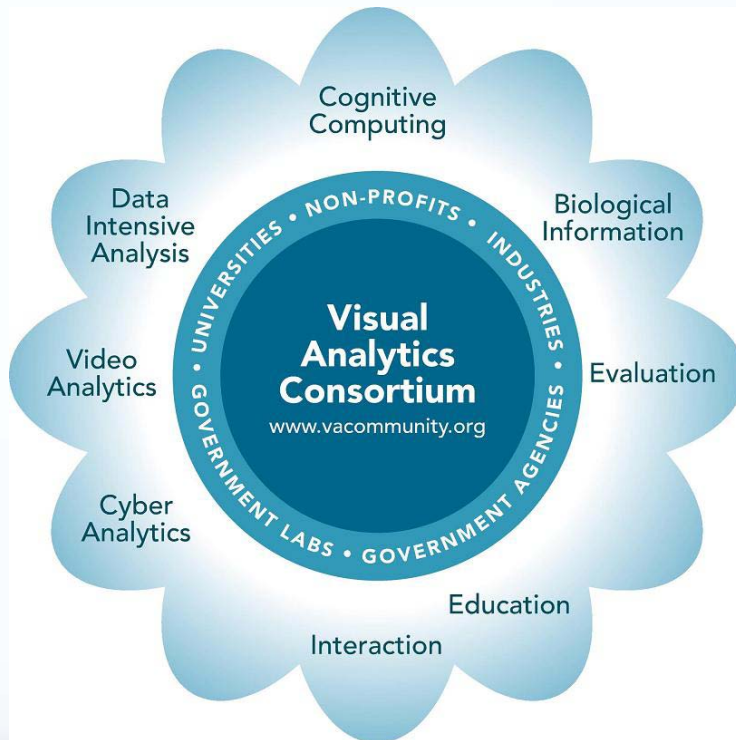 Cognitive
Computing
Data
Intensive
Analysis
Biological
Information
UNIVERSITIES • NON-PROFITS • INDUSTRIES •
Visual
Analytics
Consortium
www.vacommunity.org
Video
Analytics
Evaluation
GOVERNMENT LABS • GOVERNMENT AGENCIES •
Cyber
Analytics
Education
Interaction